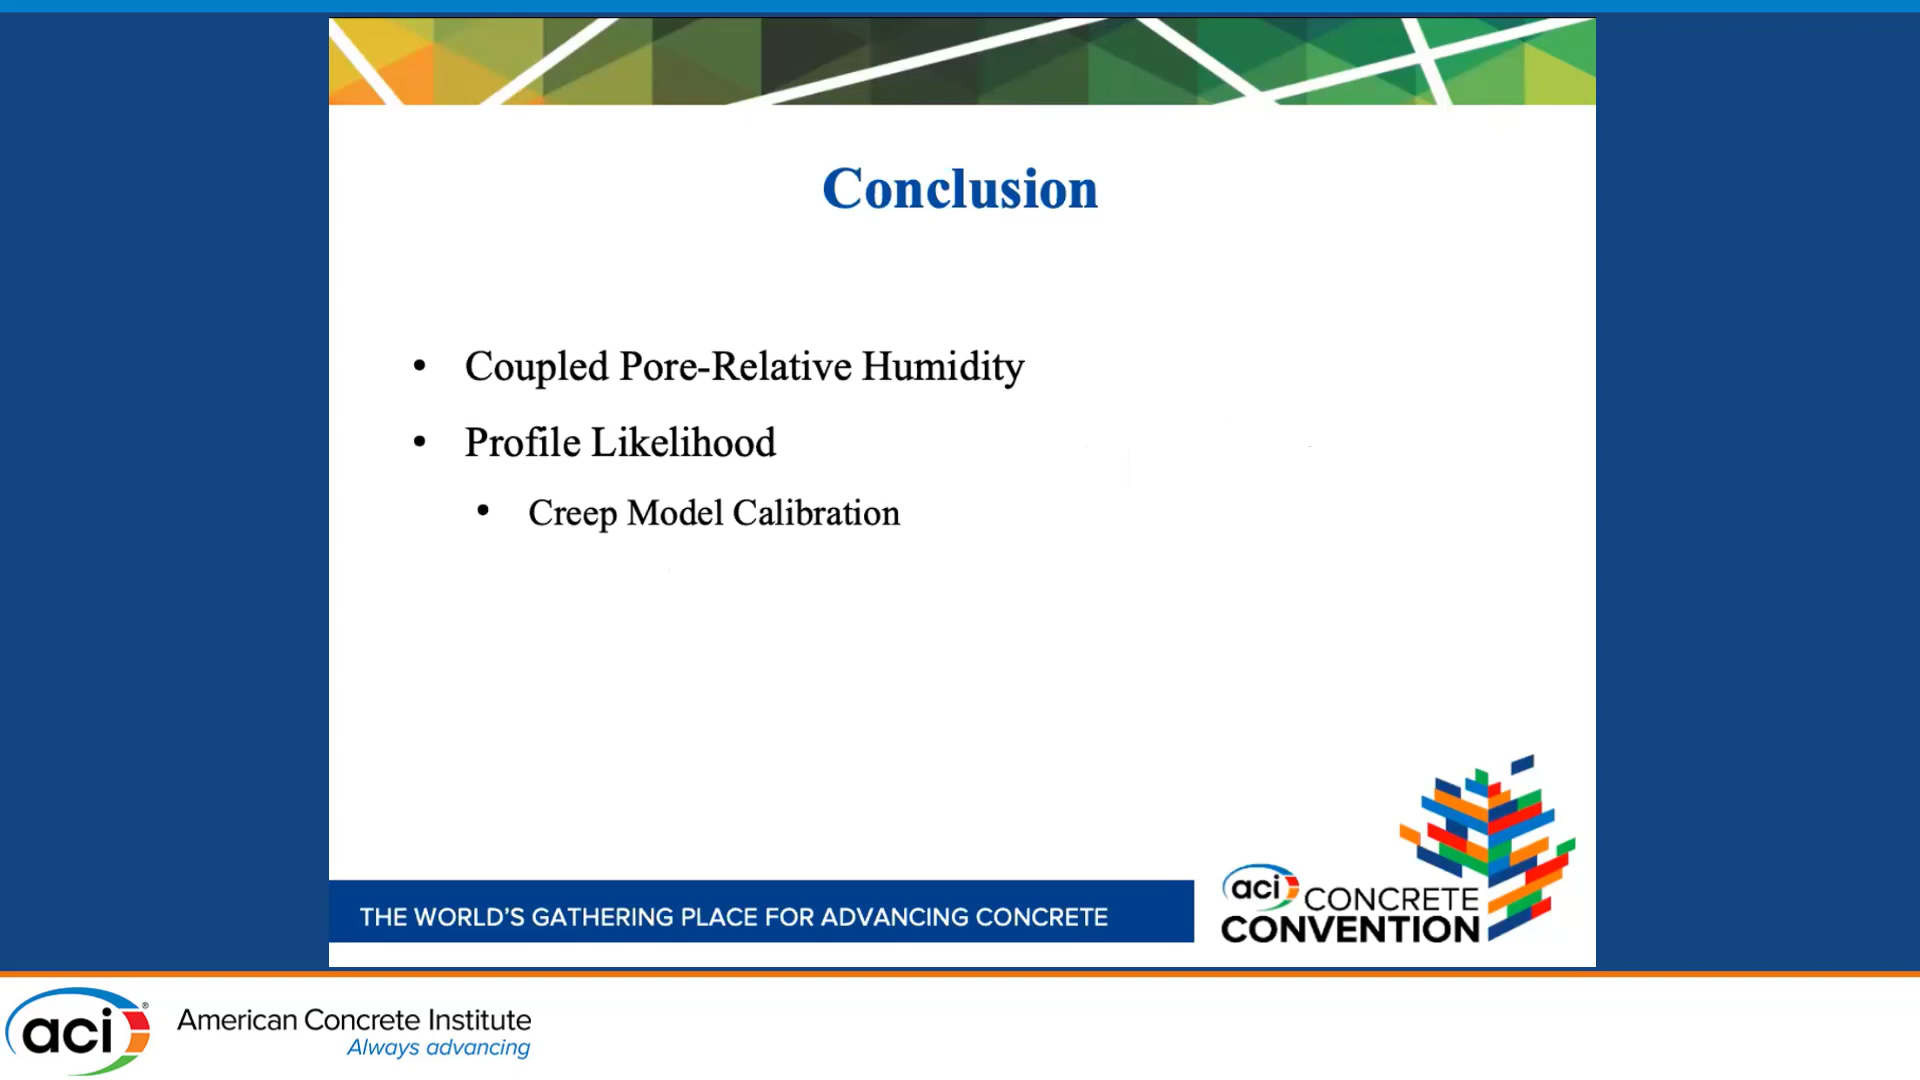 Conclusion
• Coupled Pore-Relative Humidity
• Profile Likelihood
• Creep Model Calibration
THE WORLD'S GATHERING PLACE FOR ADVANCING CONCRETE
aci CONCRETE
CONVENTION
aci® American Concrete Institute
Always advancing